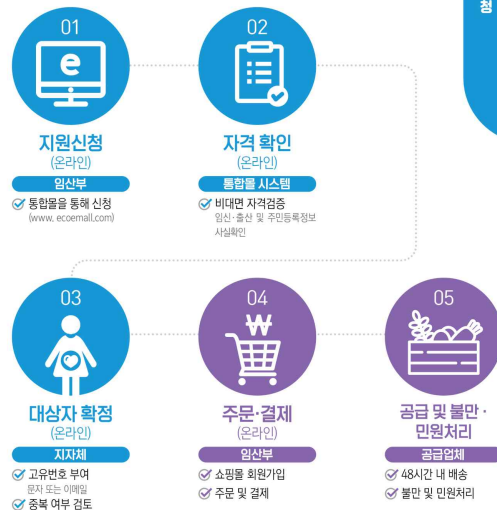 청
01
02
e
지원신청
(온라인)
임산부
통합몰을 통해 신청
(www. ecoemall.com)
자격 확인
(온라인)
통합몰 시스템
비대면 자격검증
임신·출산 및 주민등록정보
사실확인
03
04
05
대상자 확정
(온라인)
지자체
고유번호 부여
문자 또는 이메일
중복 여부 검토
주문·결제
(온라인)
임산부
쇼핑몰 회원가입
주문 및 결제
공급 및 불만·
민원처리
공급업체
48시간 내 배송
불만 및 민원처리